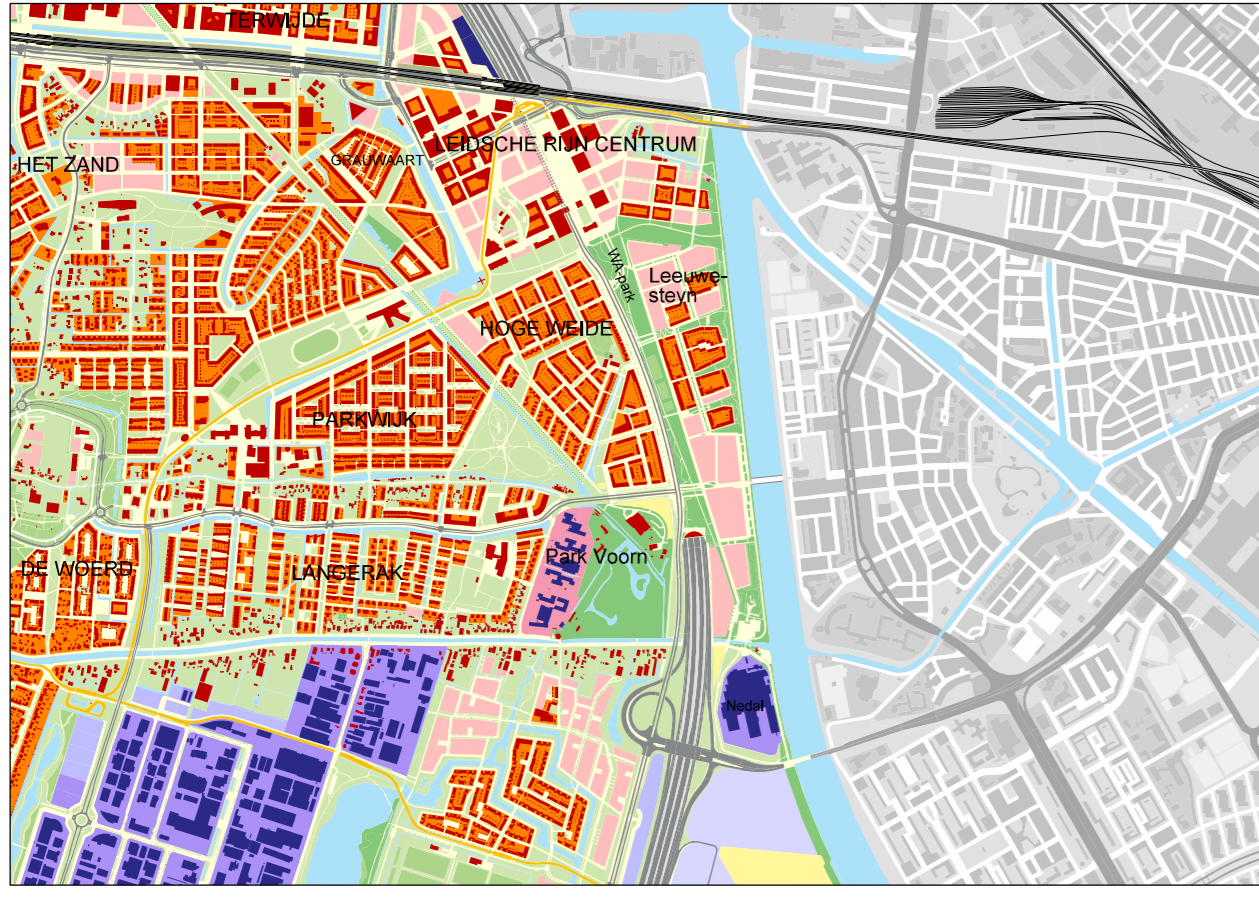 TERWIJDE
LEIDSCHE RIJN CENTRUM
GRAUWAART
HET ZAND
WA-park
Leeuwe-
steyn
HOGE WEIDE
PARKWIJK
Park Voorn
DE WOERD
LANGERAK
Nedal